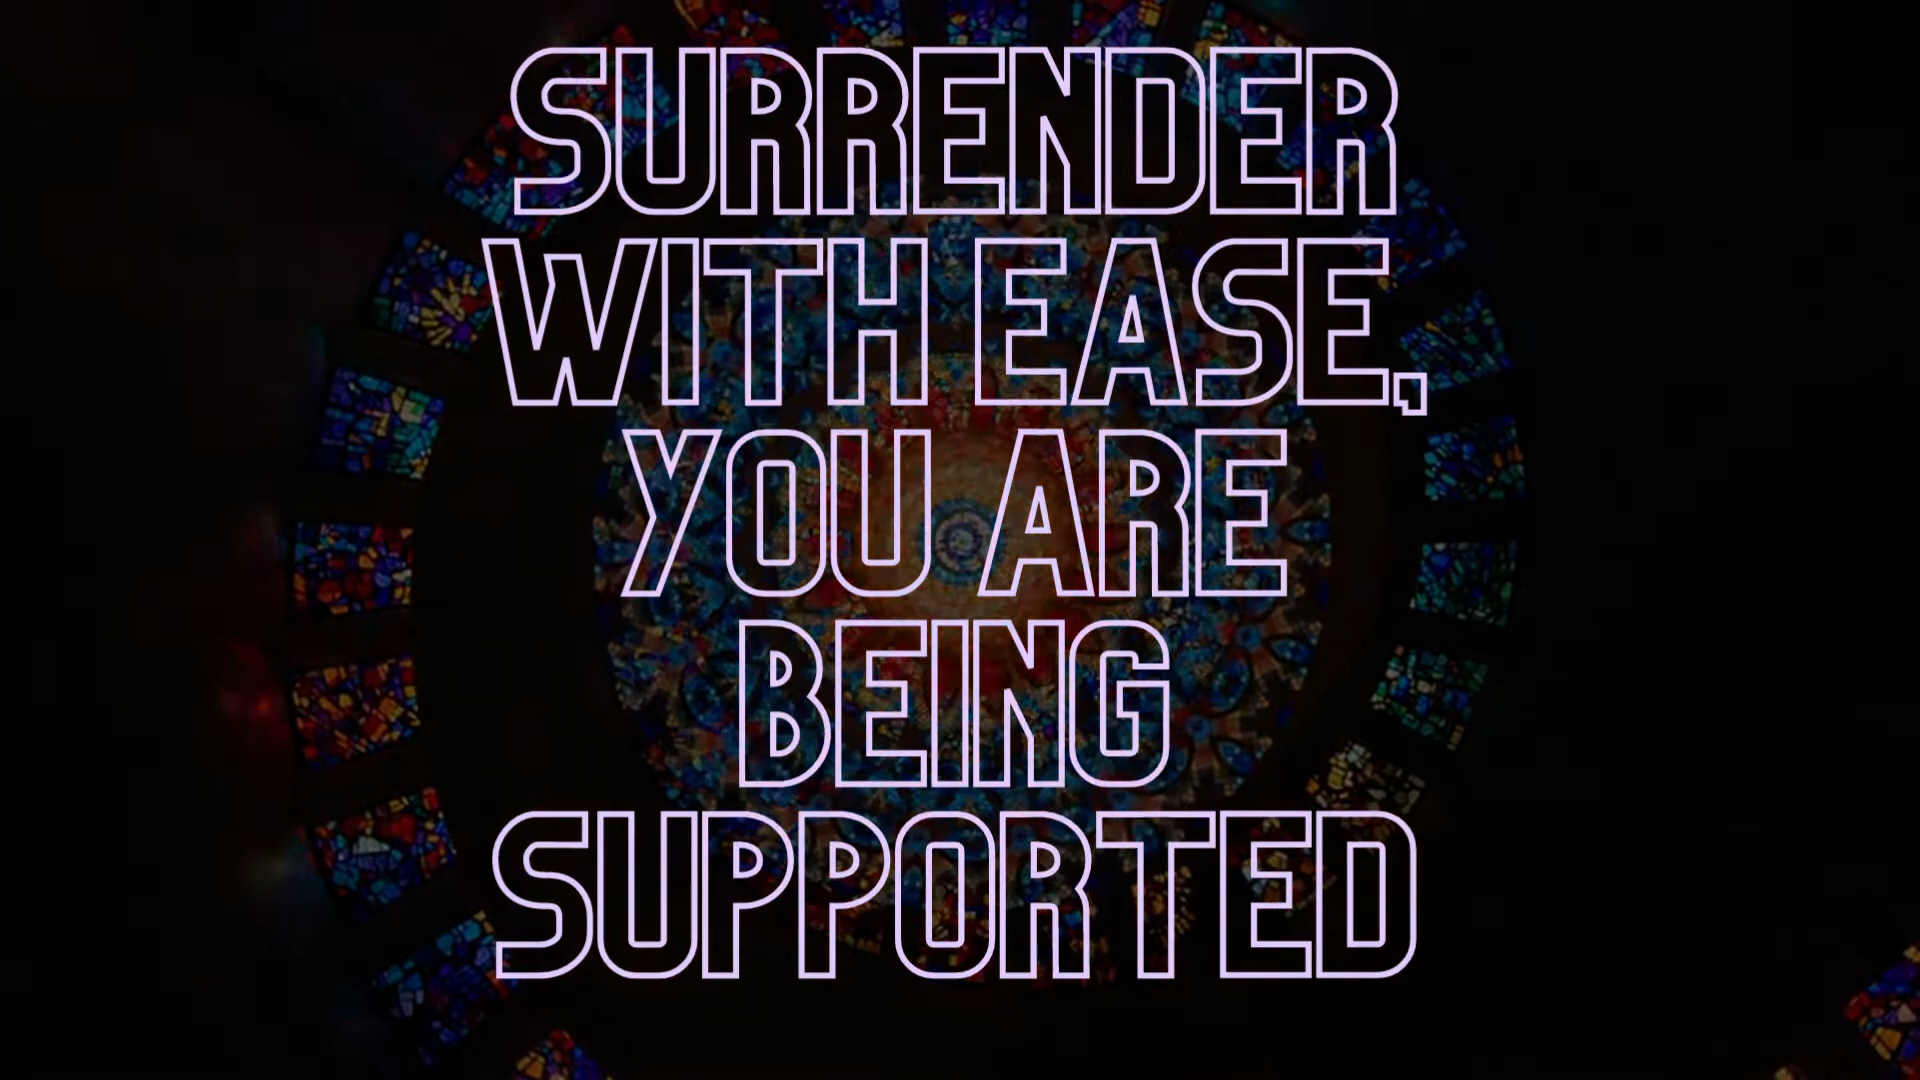 SURRENDER
WITH EASE,
YOU ARE
BEING
SUPPORTED